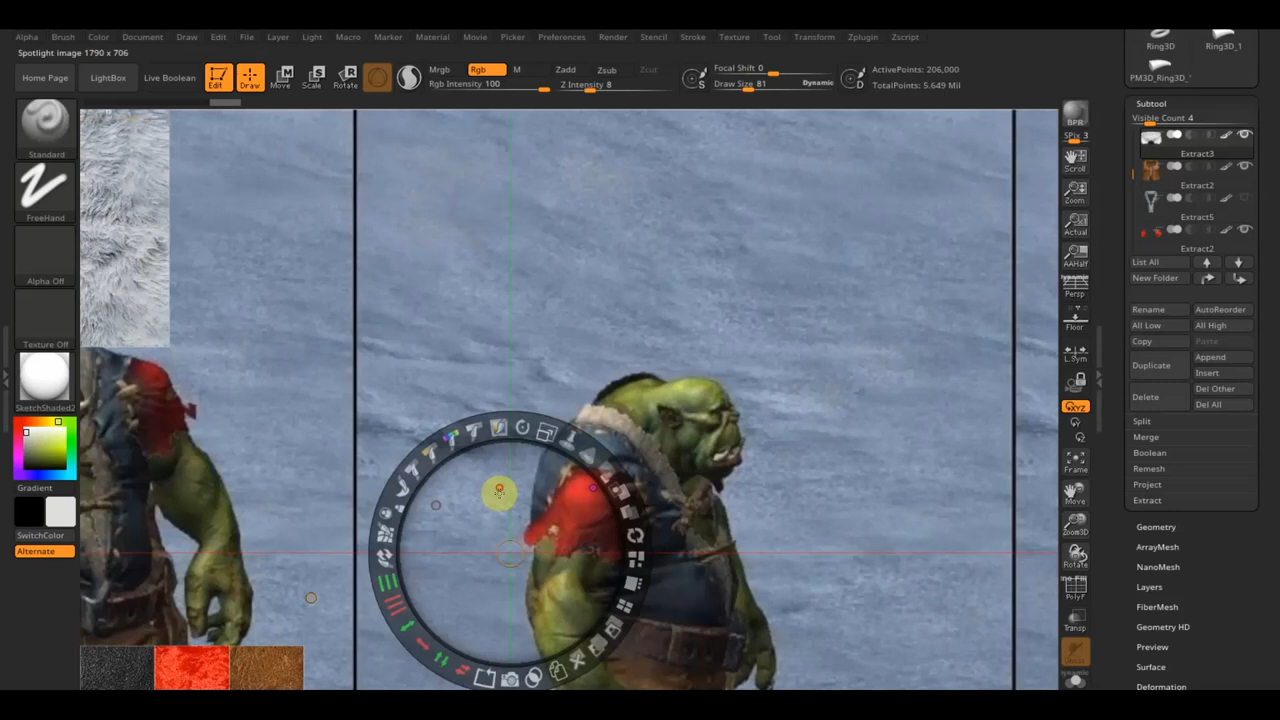 Alpha Brush Color Document Draw Edit File Layer Light Macro Marker Material Movie Picker Preferences Render Stencil Stroke Texture Tool Transform Zplugin Zscript
Spotlight image 1790 x 706
Home Page
LightBox
Live Boolean
Edit
Draw
Move
Scale
Rotate
Mrgb
Rgb
M
Rgb Intensity 100
Zadd
Zsub
Zcut
Z Intensity 8
S
Focal Shift 0
Draw Size 81
Dynamic
D
ActivePoints: 206,000
TotalPoints: 5.649 Mil
Standard
FreeHand
Alpha Off
Texture Off
SketchShaded2
Gradient
SwitchColor
Alternate
BPR
SPix 3
Scroll
Zoom
Actual
AAHalf
Dynamic
Persp
Floor
L.Sym
XYZ
Frame
Move
Zoom3D
Rotate
PolyF
Transp
Ring3D
Ring3D_1
PM3D_Ring3D_
Subtool
Visible Count 4
Extract3
Extract2
Extract5
Extract2
List All
New Folder
Rename
AutoReorder
All Low
All High
Copy
Paste
Duplicate
Append
Insert
Delete
Del Other
Del All
Split
Merge
Boolean
Remesh
Project
Extract
Geometry
ArrayMesh
NanoMesh
Layers
FiberMesh
Geometry HD
Preview
Surface
Deformation